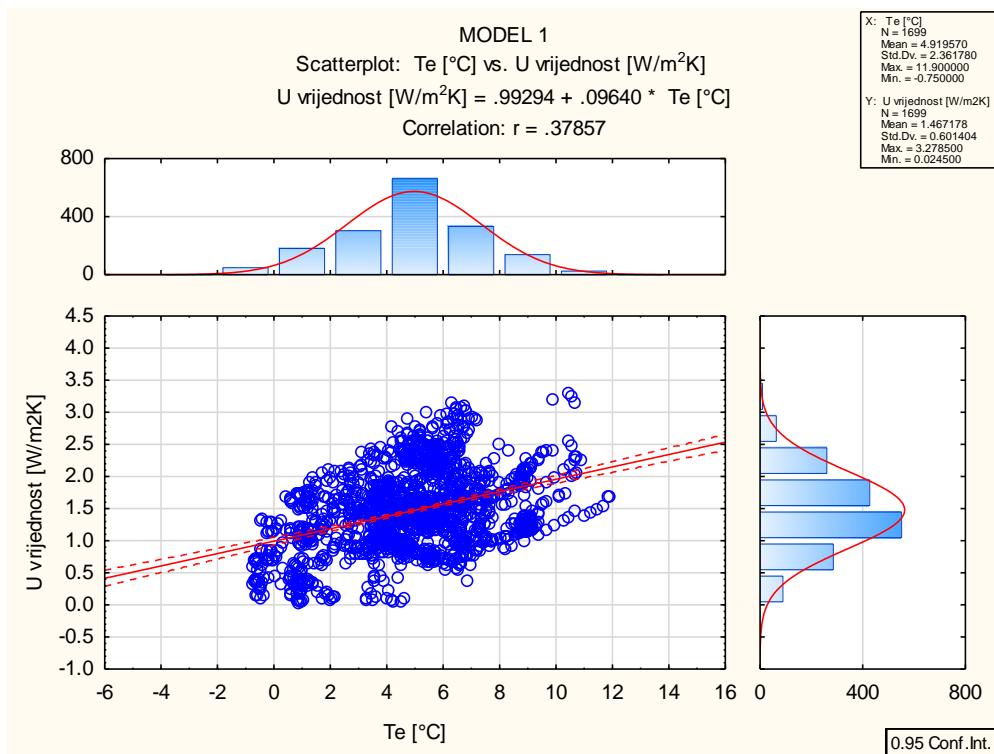 MODEL 1
Scatterplot: Te [°C] vs. U vrijednost [W/m²K]
U vrijednost [W/m²K] = .99294 + .09640 * Te [°C]
Correlation: r = .37857
X: Te [°C]
N = 1699
Mean = 4.919570
Std.Dv. = 2.361780
Max. = 11.900000
Min. = -0.750000
Y: U vrijednost [W/m2K]
N = 1699
Mean = 1.467178
Std.Dv. = 0.601404
Max. = 3.278500
Min. = 0.024500
800
400
0
4.5
4.0
3.5
3.0
2.5
2.0
1.5
1.0
0.5
0.0
-0.5
-1.0
U vrijednost [W/m2K]
-6 -4 -2 0 2 4 6 8 10 12 14 16
Te [°C]
0 400 800
0.95 Conf.Int.